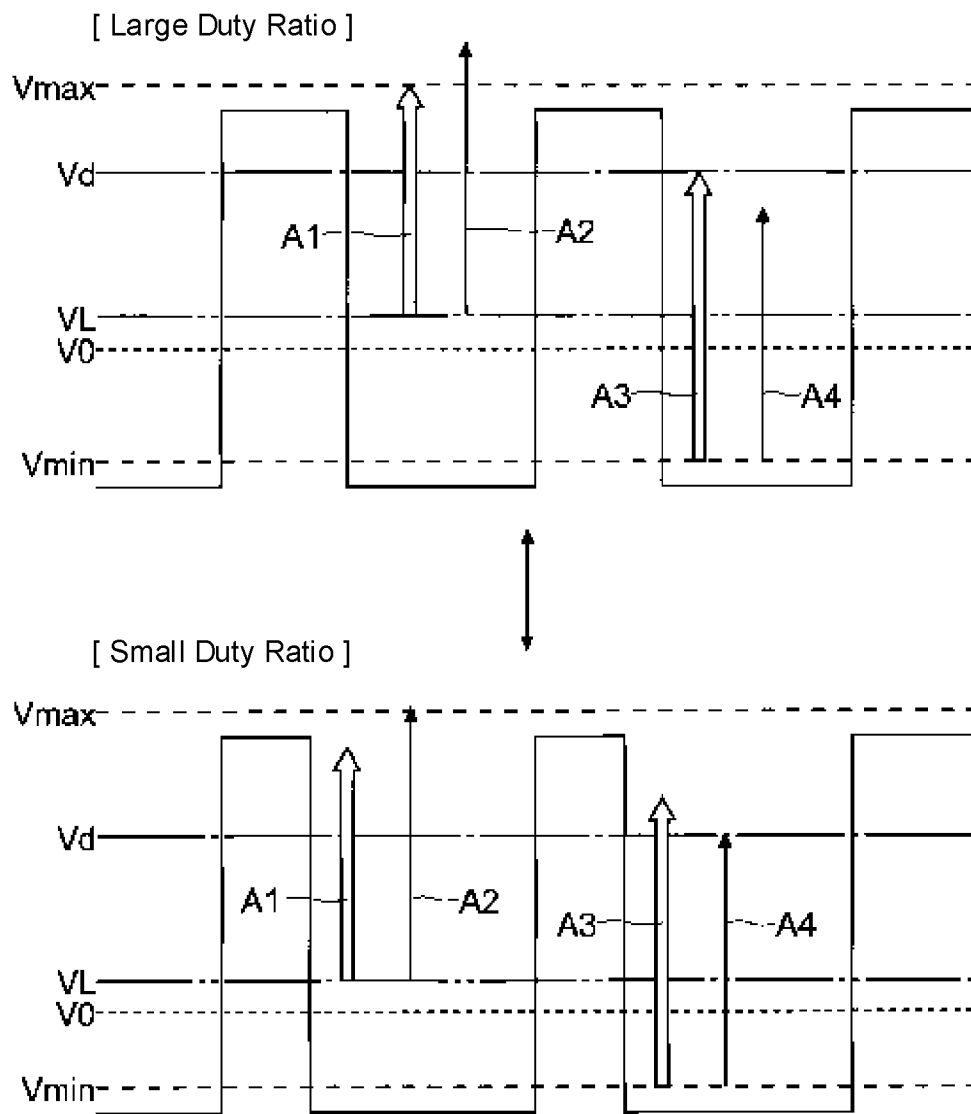 [ Large Duty Ratio ]
Vmax
Vd
A1
A2
VL
V0
A3
A4
Vmin
[ Small Duty Ratio ]
Vmax
Vd
A1
A2
A3
A4
VL
V0
Vmin